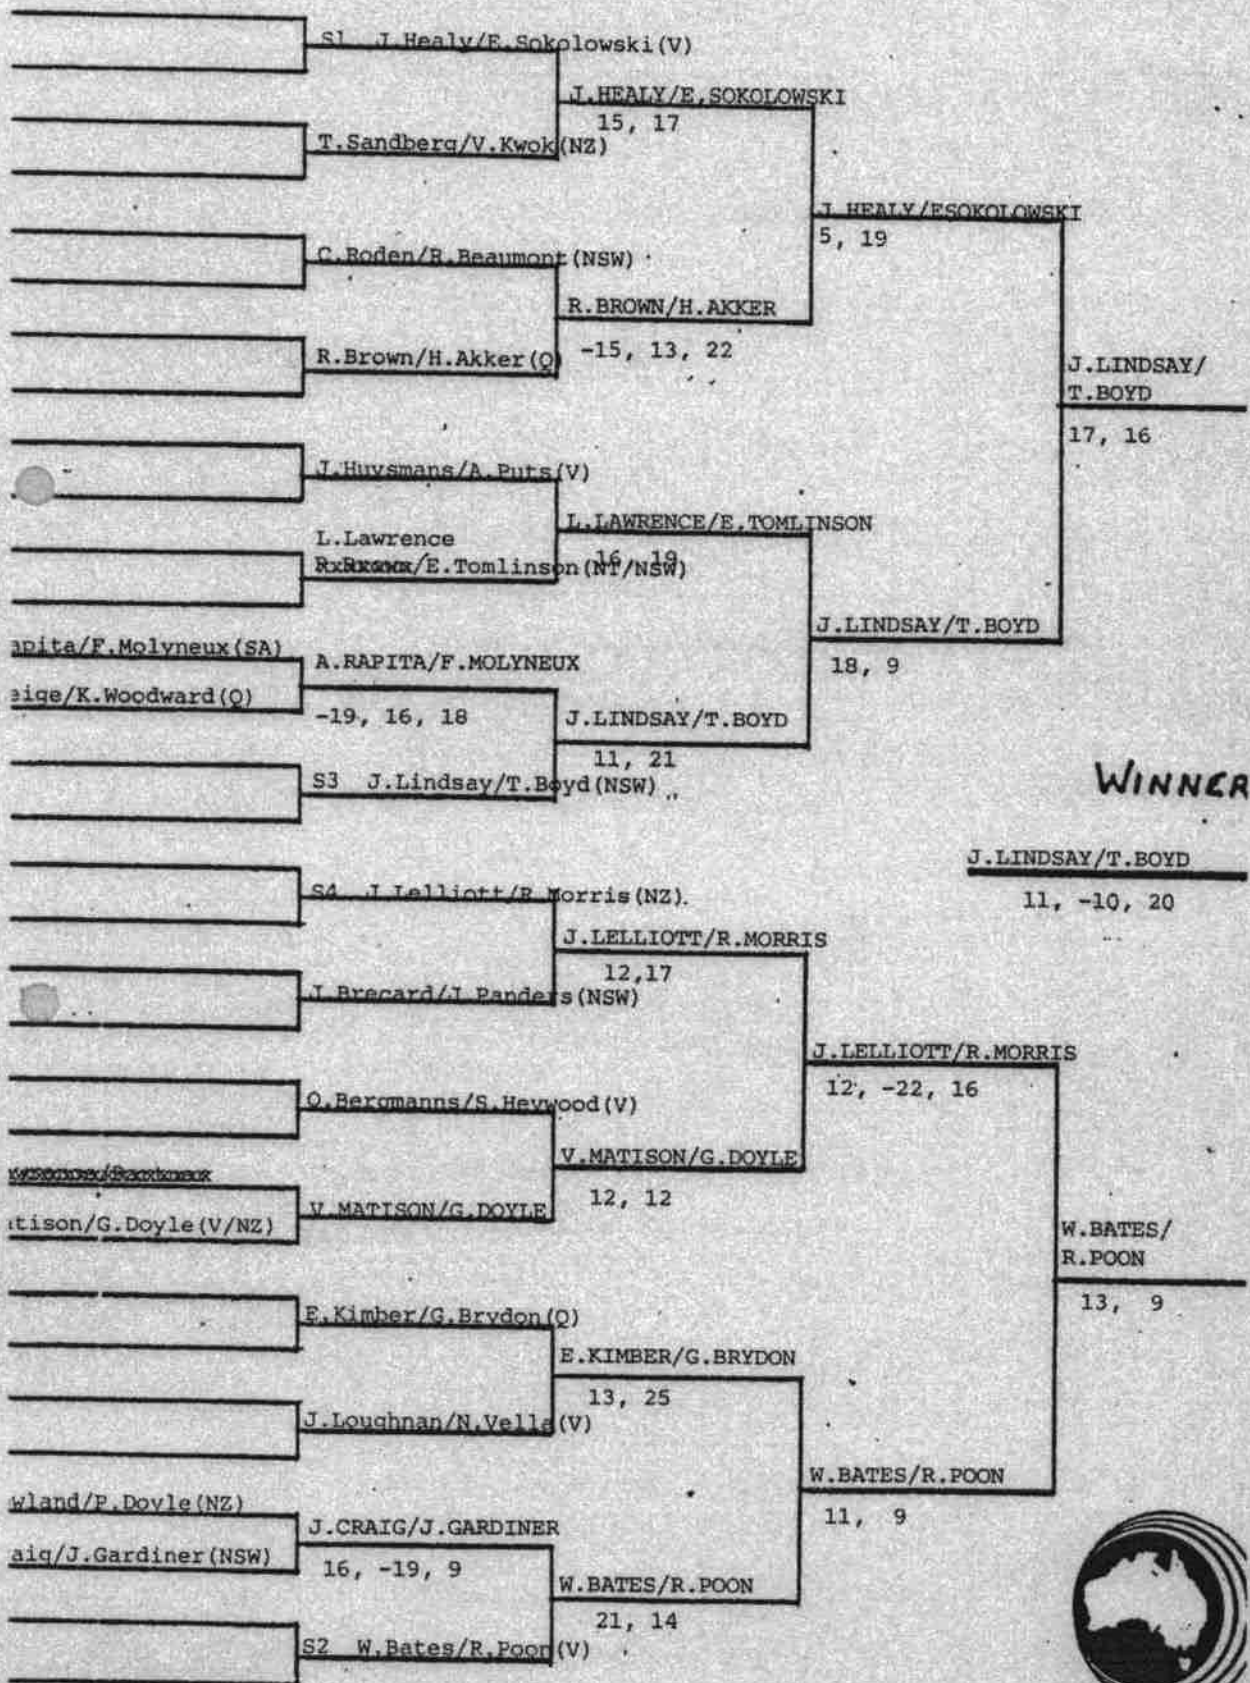 S1 J.Healy/E.Sokolowski(V)
J.HEALY/E,SOKOLOWSKI
15, 17
T.Sandberg/V.Kwok(NZ)
J.HEALY/ESOKOLOWSKI
5, 19
C.Roden/R.Beaumont(NSW)
R.BROWN/H.AKKER
-15, 13, 22
R.Brown/H.Akker(Q)
J.LINDSAY/
T.BOYD
17, 16
J.Huysmans/A.Puts(V)
L.LAWRENCE/E.TOMLINSON
16, 19
L.Lawrence
/E.Tomlinson(NT/NSW)
J.LINDSAY/T.BOYD
18, 9
apita/F.Molyneux(SA)
A.RAPITA/F.MOLYNEUX
eige/K.Woodward(Q)
-19, 16, 18
J.LINDSAY/T.BOYD
11, 21
S3 J.Lindsay/T.Boyd(NSW)
WINNER
J.LINDSAY/T.BOYD
11, -10, 20
S4 J.Lelliott/R.Morris(NZ).
J.LELLIOTT/R.MORRIS
12,17
J.Brecard/J.Panders(NSW)
J.LELLIOTT/R.MORRIS
12, -22, 16
O.Bergmanns/S.Heywood(V)
V.MATISON/G.DOYLE
12, 12
V.MATISON/G.DOYLE
tison/G.Doyle(V/NZ)
W.BATES/
R.POON
13, 9
E.Kimber/G.Brydon(Q)
E.KIMBER/G.BRYDON
13, 25
J.Loughnan/N.Vella(V)
W.BATES/R.POON
11, 9
wland/P.Doyle(NZ)
J.CRAIG/J.GARDINER
aig/J.Gardiner(NSW)
16, -19, 9
W.BATES/R.POON
21, 14
S2 W.Bates/R.Poon(V)